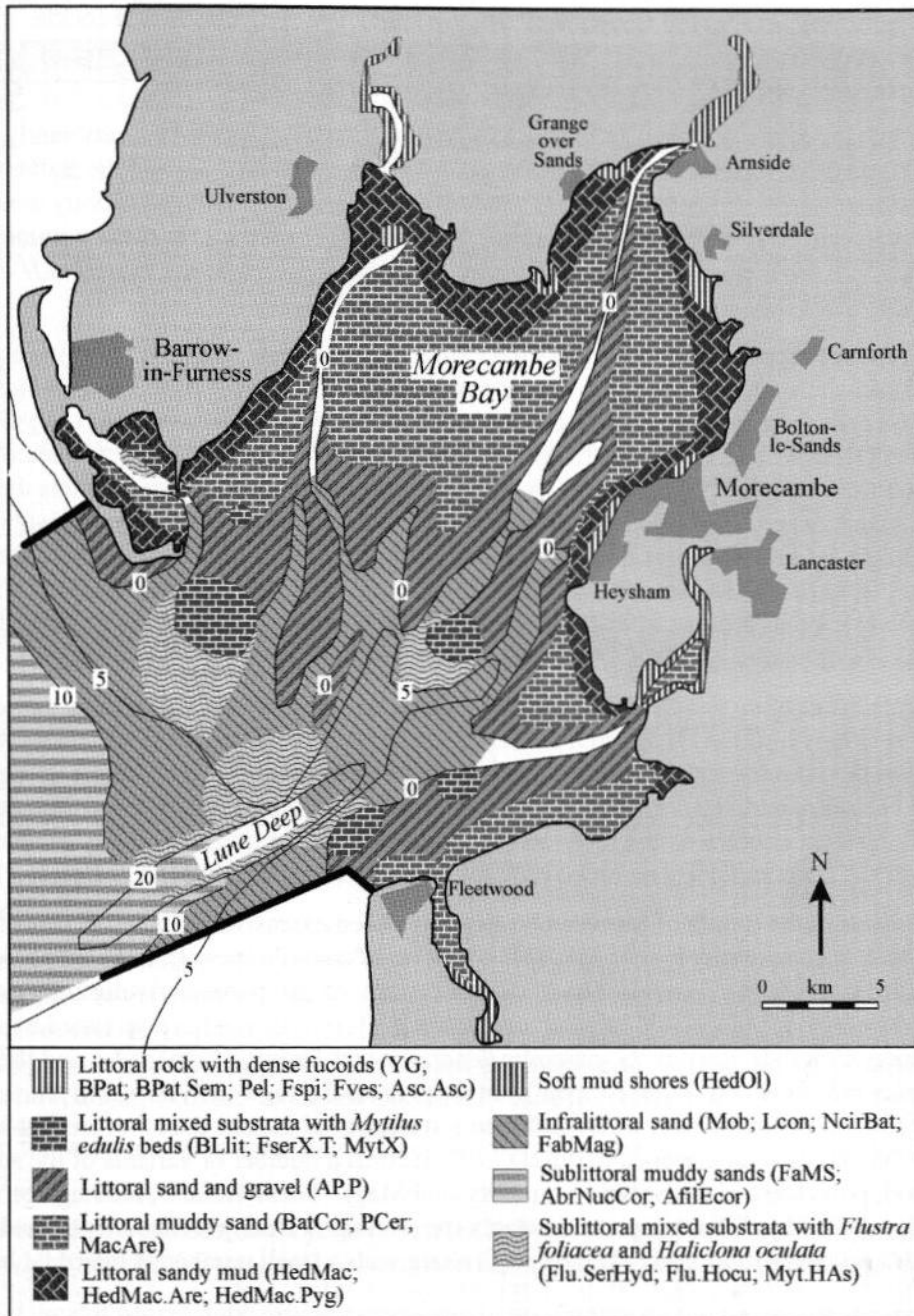 Ulverston
Grange
over
Sands
Arnside
Silverdale
0
0
Barrow-
in-Furness
Morecambe
Bay
Carnforth
Bolton-
le-Sands
Morecambe
0
Lancaster
0
0
Heysham
10
5
0
5
0
Lune Deep
20
Fleetwood
10
5
N
0 km 5
Littoral rock with dense fucoids (YG;
BPat; BPat.Sem; Pel; Fspi; Fves; Asc.Asc)
Littoral mixed substrata with Mytilus
edulis beds (BLlit; FserX.T; MytX)
Littoral sand and gravel (AP.P)
Littoral muddy sand (BatCor; PCer;
MacAre)
Littoral sandy mud (HedMac;
HedMac.Are; HedMac.Pyg)
Soft mud shores (HedOl)
Infralittoral sand (Mob; Lcon; NcirBat;
FabMag)
Sublittoral muddy sands (FaMS;
AbrNucCor; AfilEcor)
Sublittoral mixed substrata with Flustra
foliacea and Haliclona oculata
(Flu.SerHyd; Flu.Hocu; Myt.HAs)